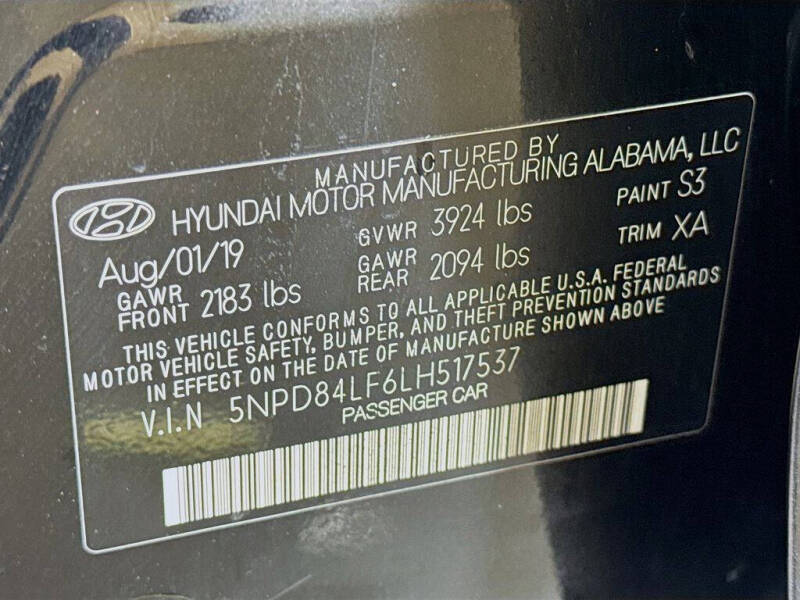 MANUFACTURED BY
HYUNDAI MOTOR MANUFACTURING ALABAMA, LLC
Aug/01/19 GVWR 3924 lbs PAINT S3
GAWR FRONT 2183 lbs GAWR REAR 2094 lbs TRIM XA
THIS VEHICLE CONFORMS TO ALL APPLICABLE U.S.A. FEDERAL
MOTOR VEHICLE SAFETY, BUMPER, AND THEFT PREVENTION STANDARDS
IN EFFECT ON THE DATE OF MANUFACTURE SHOWN ABOVE
V.I.N 5NPD84LF6LH517537
PASSENGER CAR